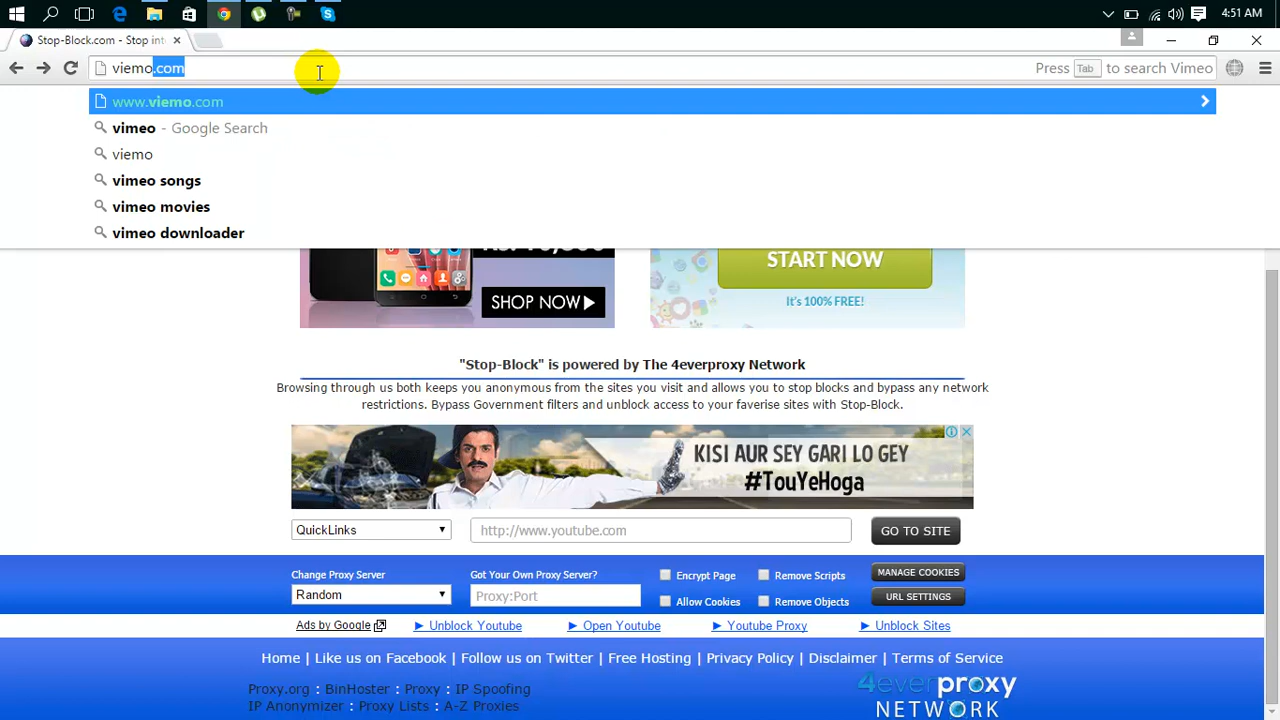 4:51 AM
Stop-Block.com - Stop int
viemo.com
Press Tab to search Vimeo
www.viemo.com
vimeo - Google Search
viemo
vimeo songs
vimeo movies
vimeo downloader
SHOP NOW
START NOW
It's 100% FREE!
"Stop-Block" is powered by The 4everproxy Network
Browsing through us both keeps you anonymous from the sites you visit and allows you to stop blocks and bypass any network
restrictions. Bypass Government filters and unblock access to your faverise sites with Stop-Block.
KISI AUR SEY GARI LO GEY
#TouYeHoga
QuickLinks
http://www.youtube.com
GO TO SITE
Change Proxy Server
Got Your Own Proxy Server?
Encrypt Page
Remove Scripts
MANAGE COOKIES
Random
Proxy:Port
Allow Cookies
Remove Objects
URL SETTINGS
Ads by Google
► Unblock Youtube
► Open Youtube
► Youtube Proxy
► Unblock Sites
Home | Like us on Facebook | Follow us on Twitter | Free Hosting | Privacy Policy | Disclaimer | Terms of Service
Proxy.org : BinHoster : Proxy : IP Spoofing
IP Anonymizer : Proxy Lists : A-Z Proxies
4everproxy
NETWORK